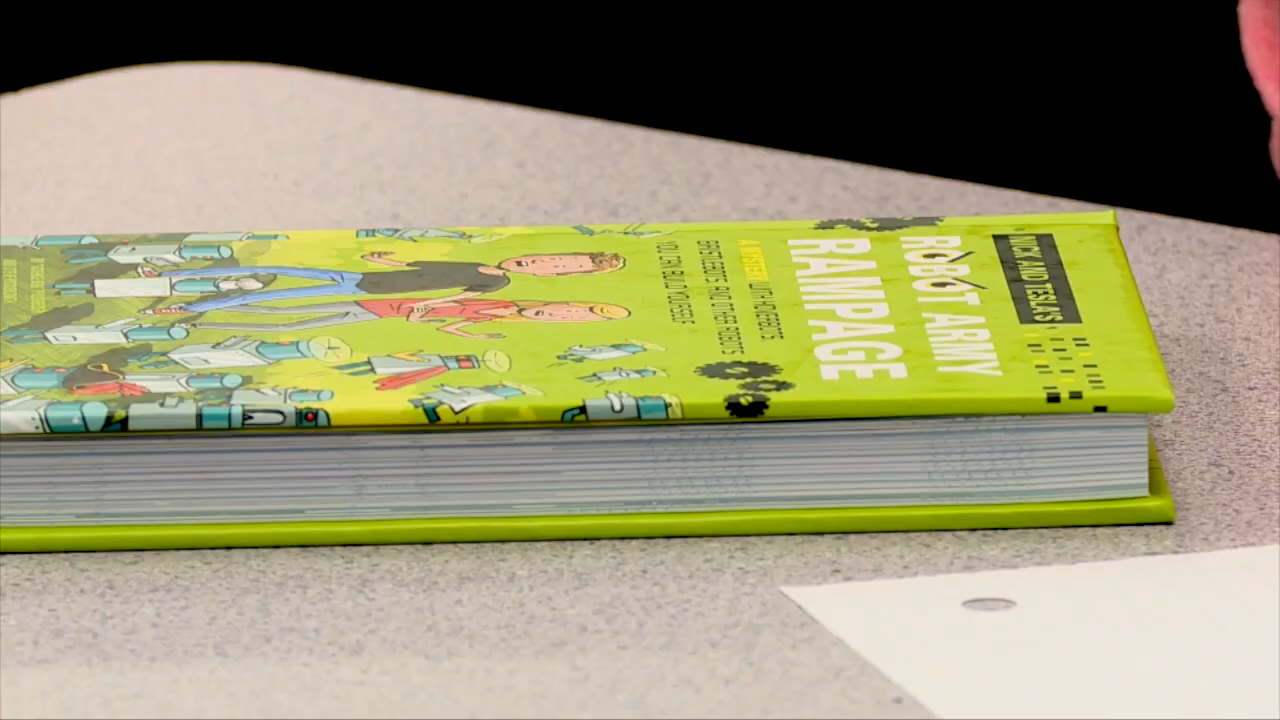 NICK AND TESLA'S
ROBOT ARMY
RAMPAGE
A MYSTERY WITH HOVERBOTS,
BRISTLEBOTS, AND OTHER ROBOTS
YOU CAN BUILD YOURSELF